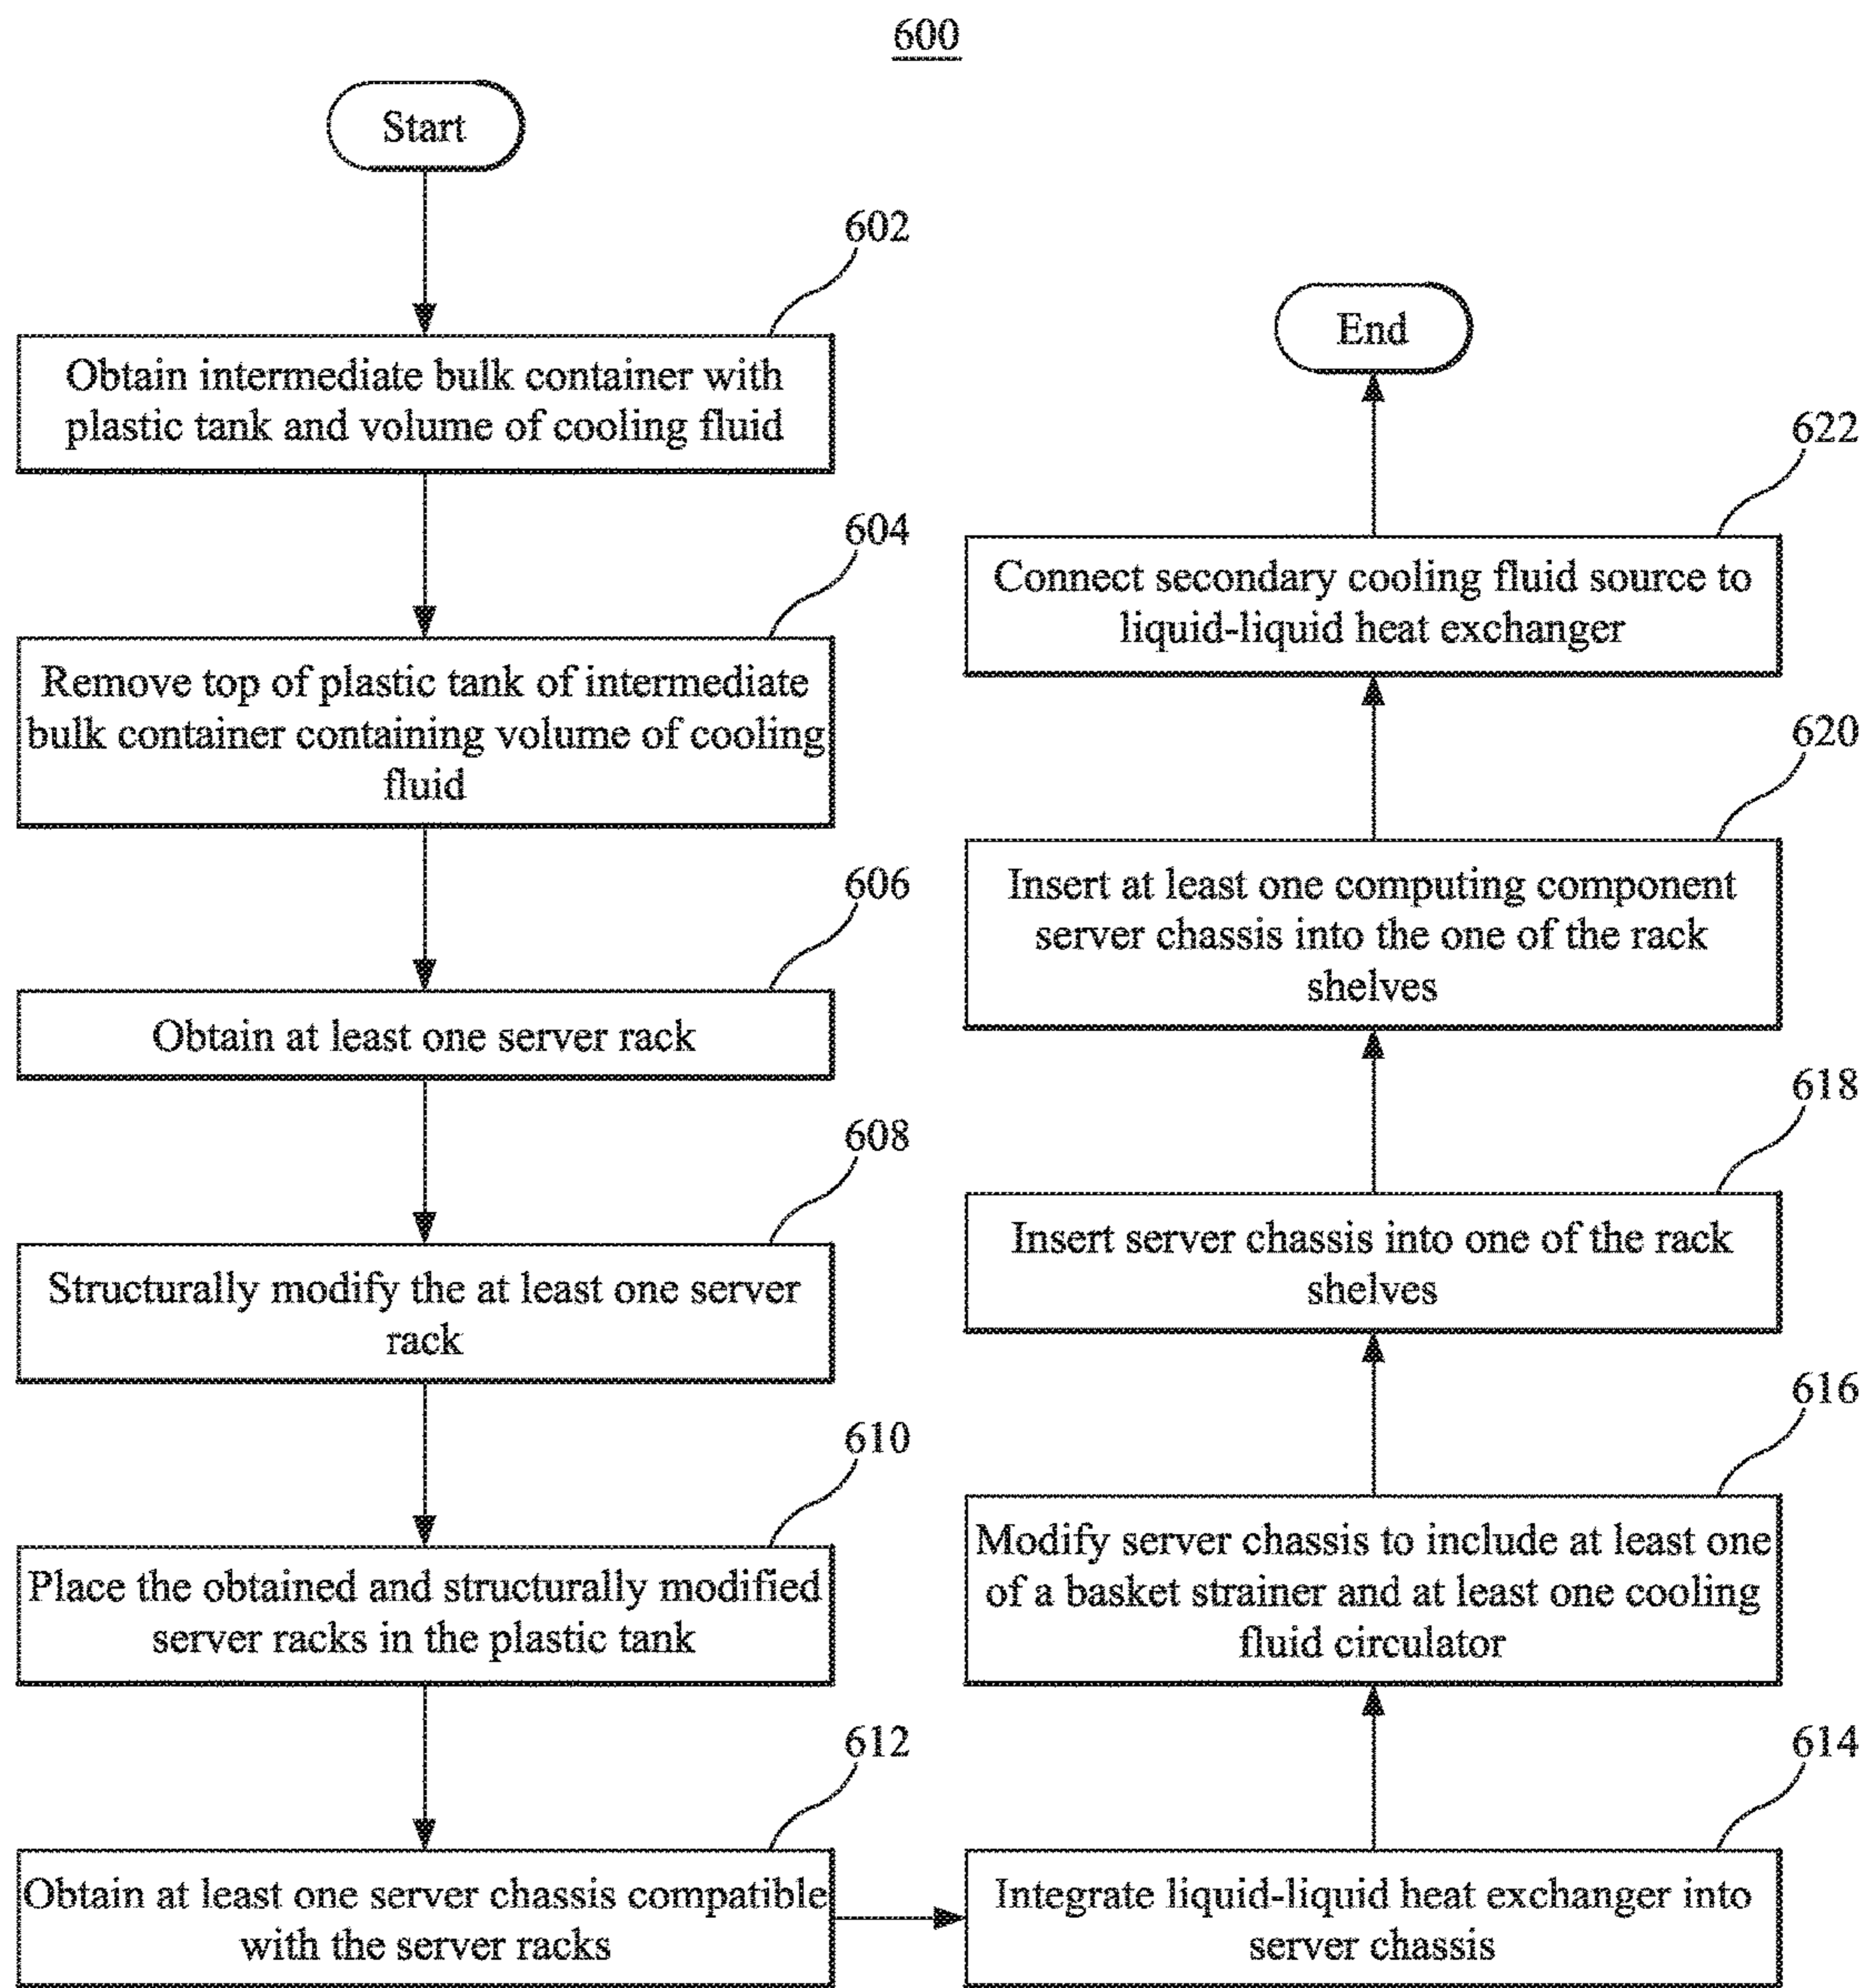 600
Start
602
Obtain intermediate bulk container with
plastic tank and volume of cooling fluid
604
Remove top of plastic tank of intermediate
bulk container containing volume of cooling
fluid
606
Obtain at least one server rack
608
Structurally modify the at least one server
rack
610
Place the obtained and structurally modified
server racks in the plastic tank
612
Obtain at least one server chassis compatible
with the server racks
614
Integrate liquid-liquid heat exchanger into
server chassis
616
Modify server chassis to include at least one
of a basket strainer and at least one cooling
fluid circulator
618
Insert server chassis into one of the rack
shelves
620
Insert at least one computing component
server chassis into the one of the rack
shelves
622
Connect secondary cooling fluid source to
liquid-liquid heat exchanger
End